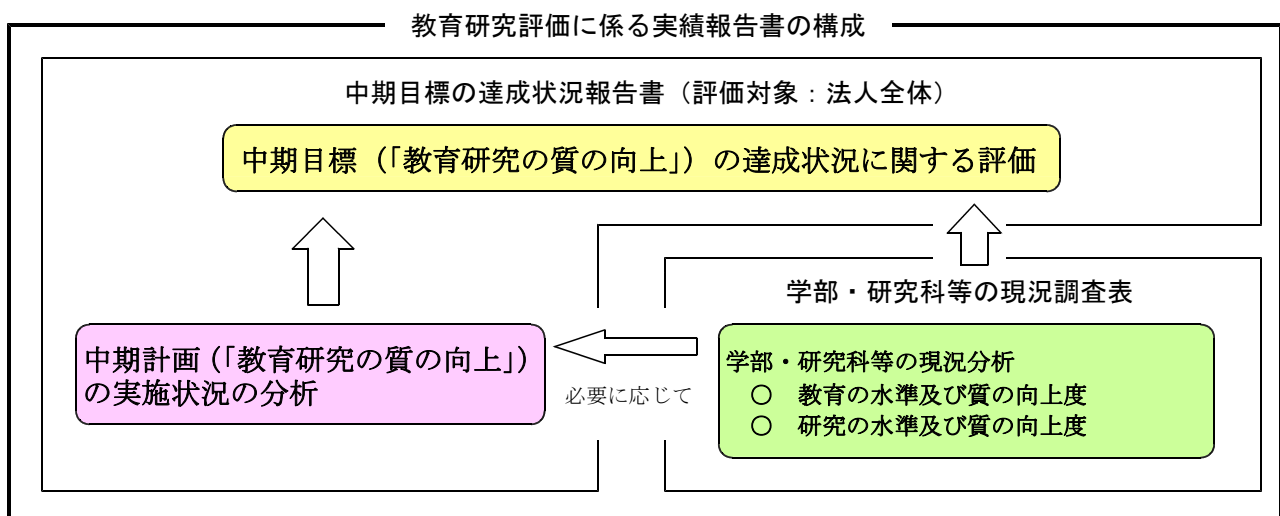 教育研究評価に係る実績報告書の構成
中期目標の達成状況報告書（評価対象：法人全体）
中期目標（「教育研究の質の向上」）の達成状況に関する評価
学部・研究科等の現況調査表
中期計画（「教育研究の質の向上」）
の実施状況の分析
必要に応じて
学部・研究科等の現況分析
○　教育の水準及び質の向上度
○　研究の水準及び質の向上度